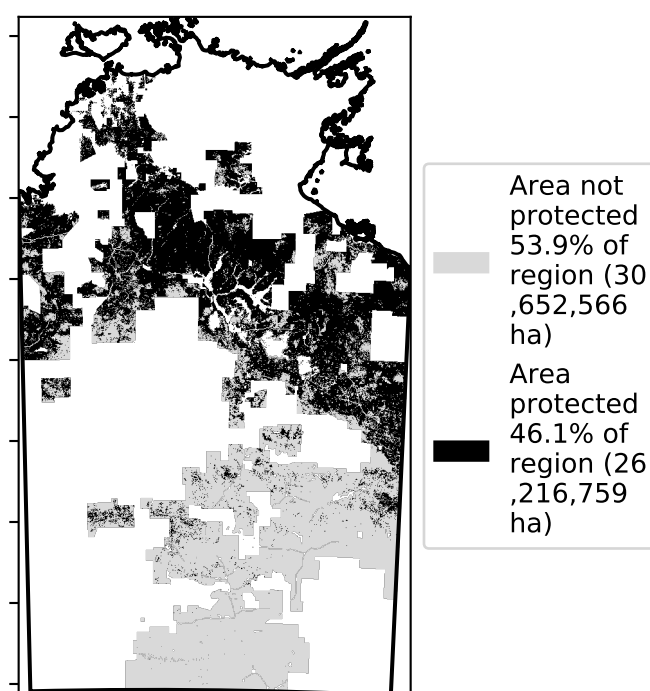 Area not
protected
53.9% of
region (30
,652,566
ha)
Area
protected
46.1% of
region (26
,216,759
ha)